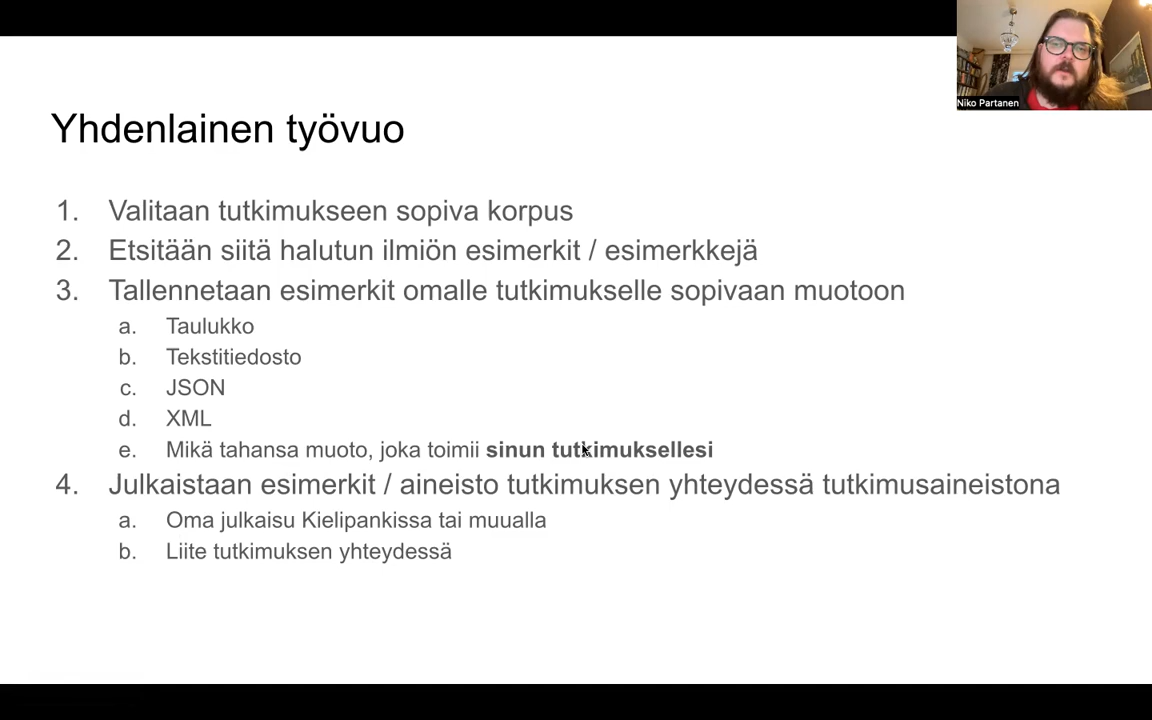 Niko Partanen
Yhdenlainen työvuo
1. Valitaan tutkimukseen sopiva korpus
2. Etsitään siitä halutun ilmiön esimerkit / esimerkkejä
3. Tallennetaan esimerkit omalle tutkimukselle sopivaan muotoon
a. Taulukko
b. Tekstitiedosto
c. JSON
d. XML
e. Mikä tahansa muoto, joka toimii sinun tutkimuksellesi
4. Julkaistaan esimerkit / aineisto tutkimuksen yhteydessä tutkimusaineistona
a. Oma julkaisu Kielipankissa tai muualla
b. Liite tutkimuksen yhteydessä